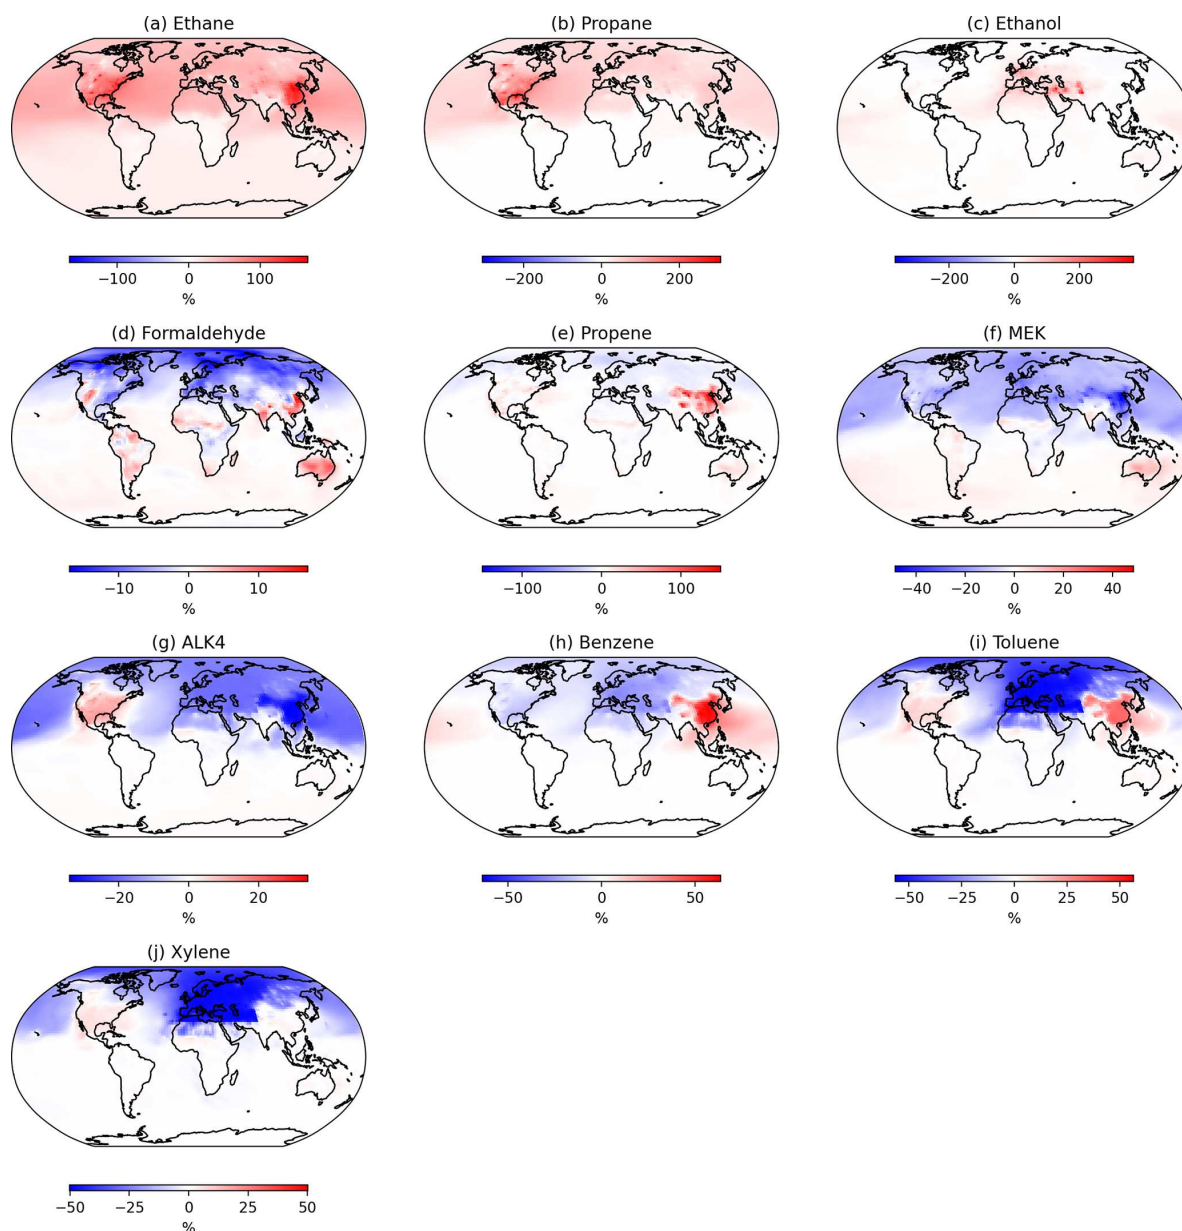 (a) Ethane (b) Propane (c) Ethanol
−100 0 100 −200 0 200 −200 0 200
% % %
(d) Formaldehyde (e) Propene (f) MEK
−10 0 10 −100 0 100 −40 −20 0 20 40
% % %
(g) ALK4 (h) Benzene (i) Toluene
−20 0 20 −50 0 50 −50 −25 0 25 50
% % %
(j) Xylene
−50 −25 0 25 50
%